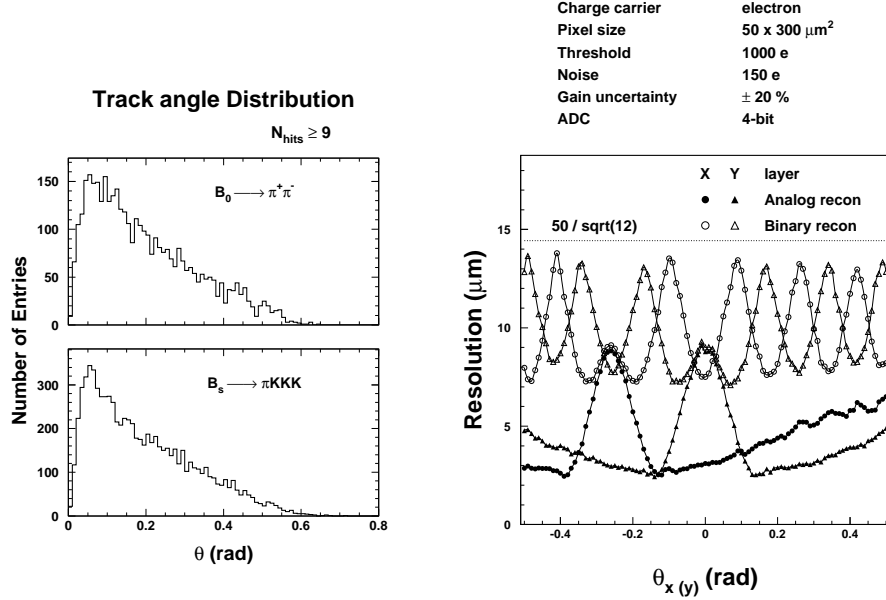 Track angle Distribution
N_hits ≥ 9
B₀ ⟶ π⁺π⁻
150
100
50
0
B_s ⟶ πKKK
300
200
100
0
0 0.2 0.4 0.6 0.8
Number of Entries
θ (rad)
Charge carrier electron
Pixel size 50 x 300 μm²
Threshold 1000 e
Noise 150 e
Gain uncertainty ± 20 %
ADC 4-bit
X Y layer
Analog recon
Binary recon
50 / sqrt(12)
15
10
5
0
-0.4 -0.2 0 0.2 0.4
Resolution (μm)
θ_x (y) (rad)